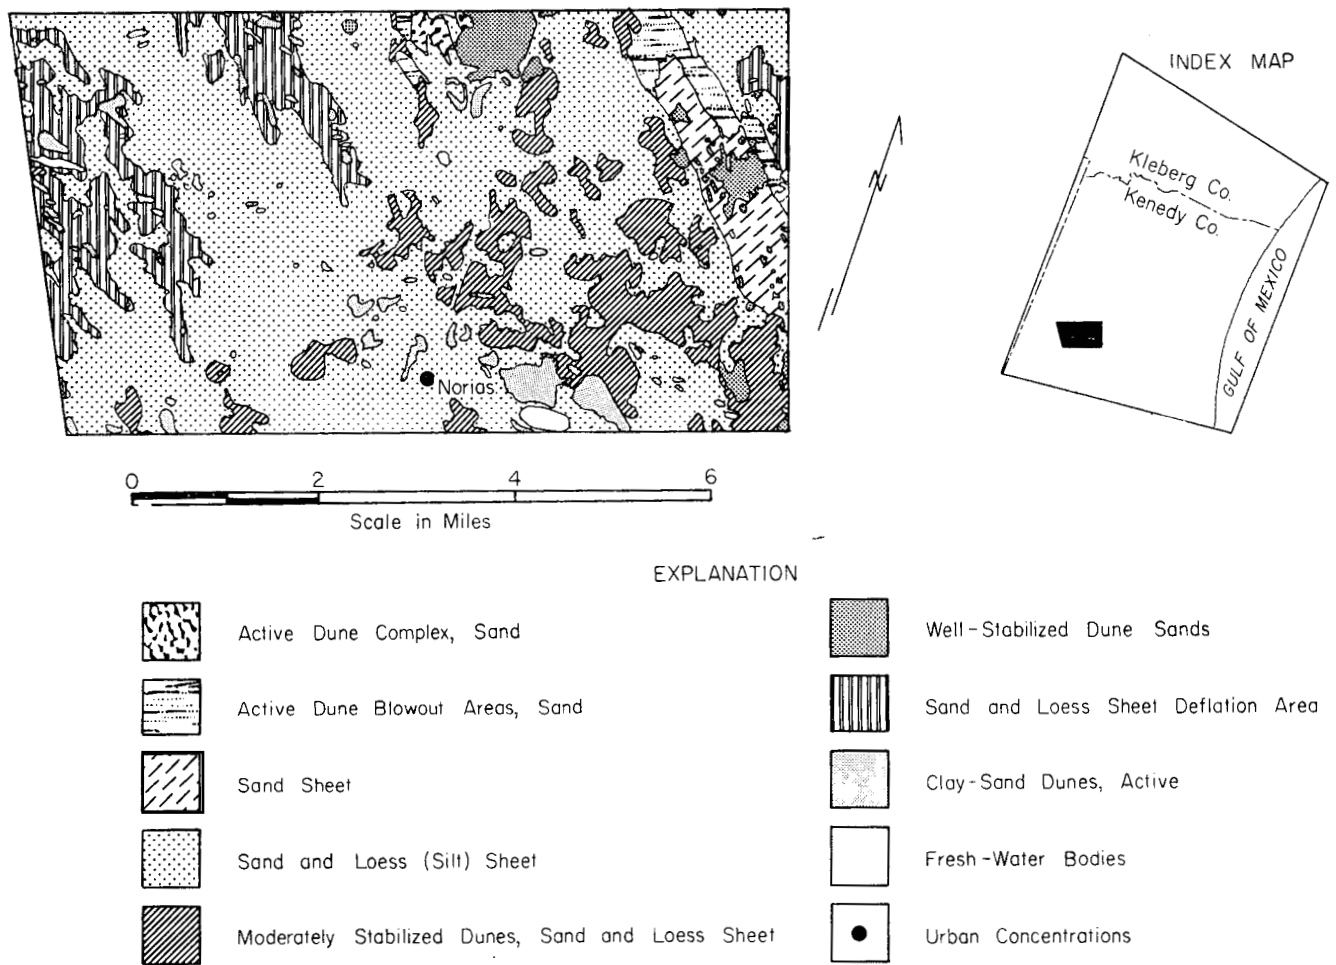 INDEX MAP
N
Kleberg Co.
Kenedy Co.
GULF OF MEXICO
Norias
0 2 4 6
Scale in Miles
EXPLANATION
Active Dune Complex, Sand
Active Dune Blowout Areas, Sand
Sand Sheet
Sand and Loess (Silt) Sheet
Moderately Stabilized Dunes, Sand and Loess Sheet
Well-Stabilized Dune Sands
Sand and Loess Sheet Deflation Area
Clay-Sand Dunes, Active
Fresh-Water Bodies
Urban Concentrations